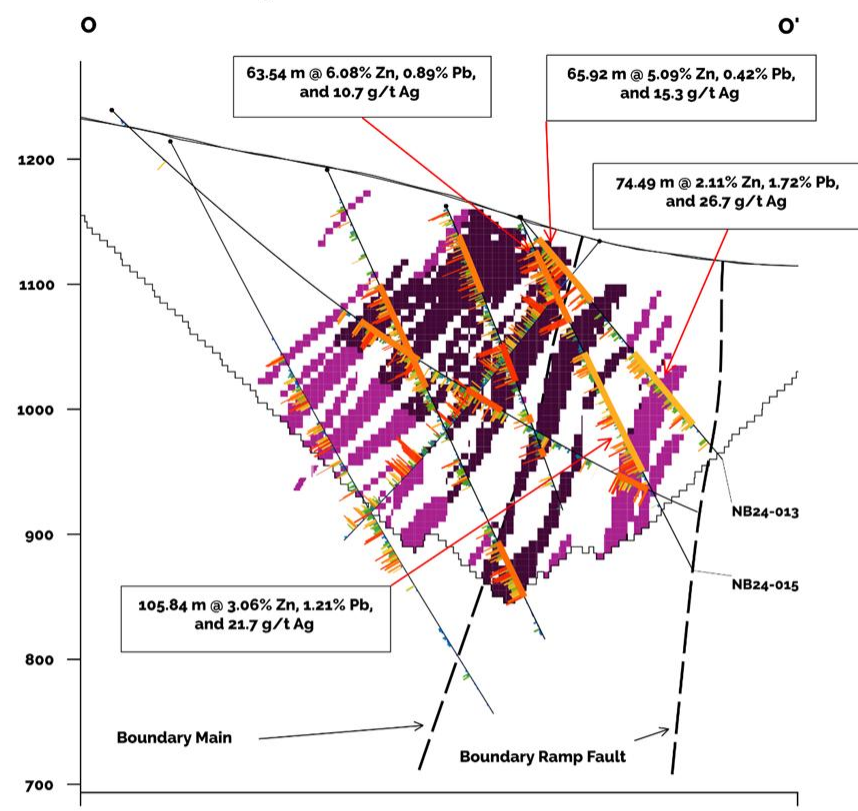 O
O'
63.54 m @ 6.08% Zn, 0.89% Pb,
and 10.7 g/t Ag
65.92 m @ 5.09% Zn, 0.42% Pb,
and 15.3 g/t Ag
74.49 m @ 2.11% Zn, 1.72% Pb,
and 26.7 g/t Ag
1200
1100
1000
900
800
700
NB24-013
NB24-015
105.84 m @ 3.06% Zn, 1.21% Pb,
and 21.7 g/t Ag
Boundary Main
Boundary Ramp Fault